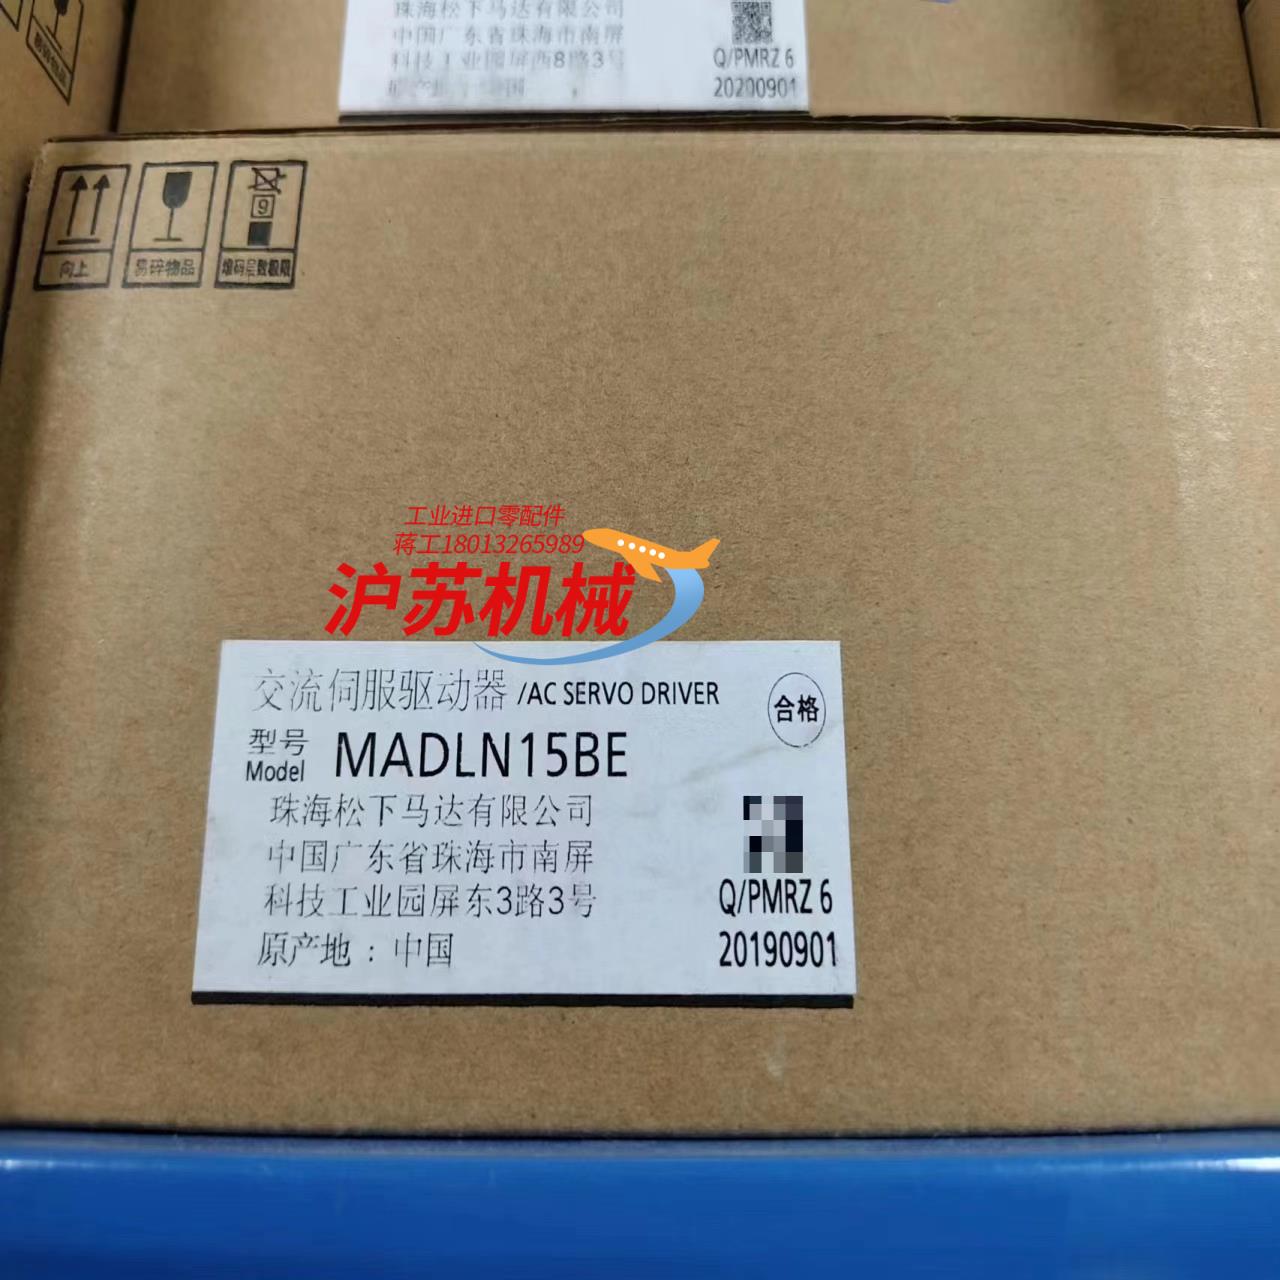 珠海松下马达有限公司
中国广东省珠海市南屏
科技工业园屏西8路3号
原产地：中国
Q/PMRZ 6
20200901
向上
易碎物品
9
堆码层数极限
工业进口零配件
蒋工18013265989
沪苏机械
交流伺服驱动器 /AC SERVO DRIVER
合格
型号
Model MADLN15BE
珠海松下马达有限公司
中国广东省珠海市南屏
科技工业园屏东3路3号
原产地：中国
Q/PMRZ 6
20190901